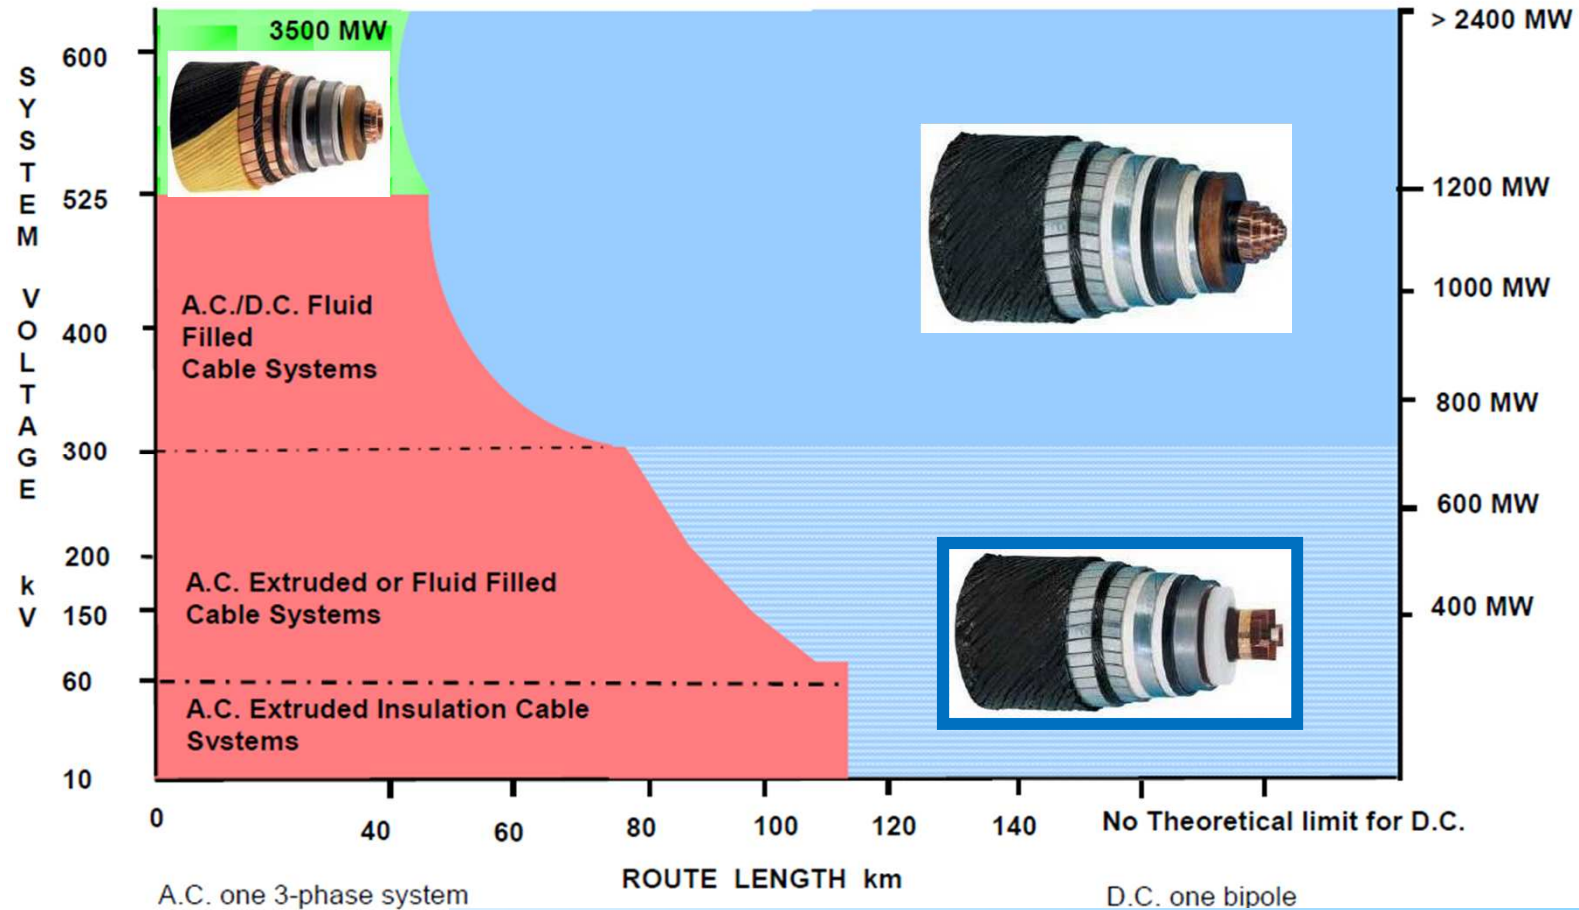 3500 MW
> 2400 MW
600
SYSTEM VOLTAGE kV
525
1200 MW
A.C./D.C. Fluid
Filled
Cable Systems
1000 MW
400
800 MW
300
600 MW
200
A.C. Extruded or Fluid Filled
Cable Systems
150
400 MW
60
A.C. Extruded Insulation Cable
Svstems
10
0 40 60 80 100 120 140 No Theoretical limit for D.C.
ROUTE LENGTH km
A.C. one 3-phase system D.C. one bipole